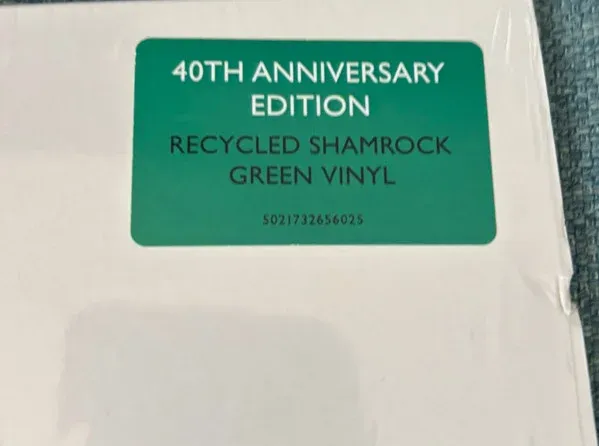 40TH ANNIVERSARY
EDITION
RECYCLED SHAMROCK
GREEN VINYL
5021732656025